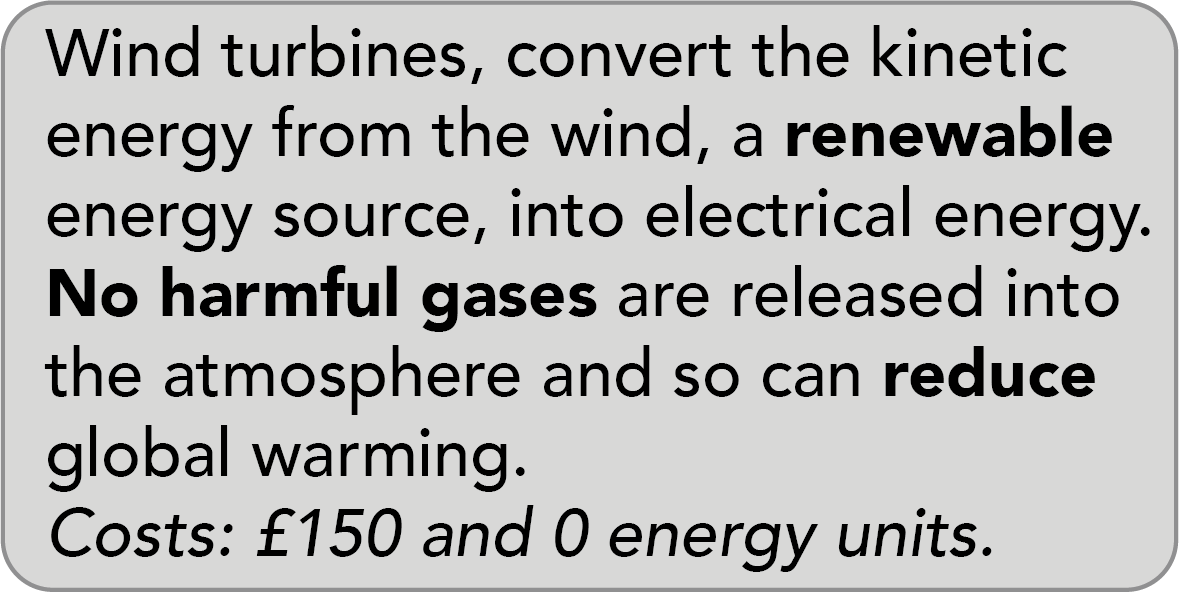 Wind turbines, convert the kinetic
energy from the wind, a renewable
energy source, into electrical energy.
No harmful gases are released into
the atmosphere and so can reduce
global warming.
Costs: £150 and 0 energy units.